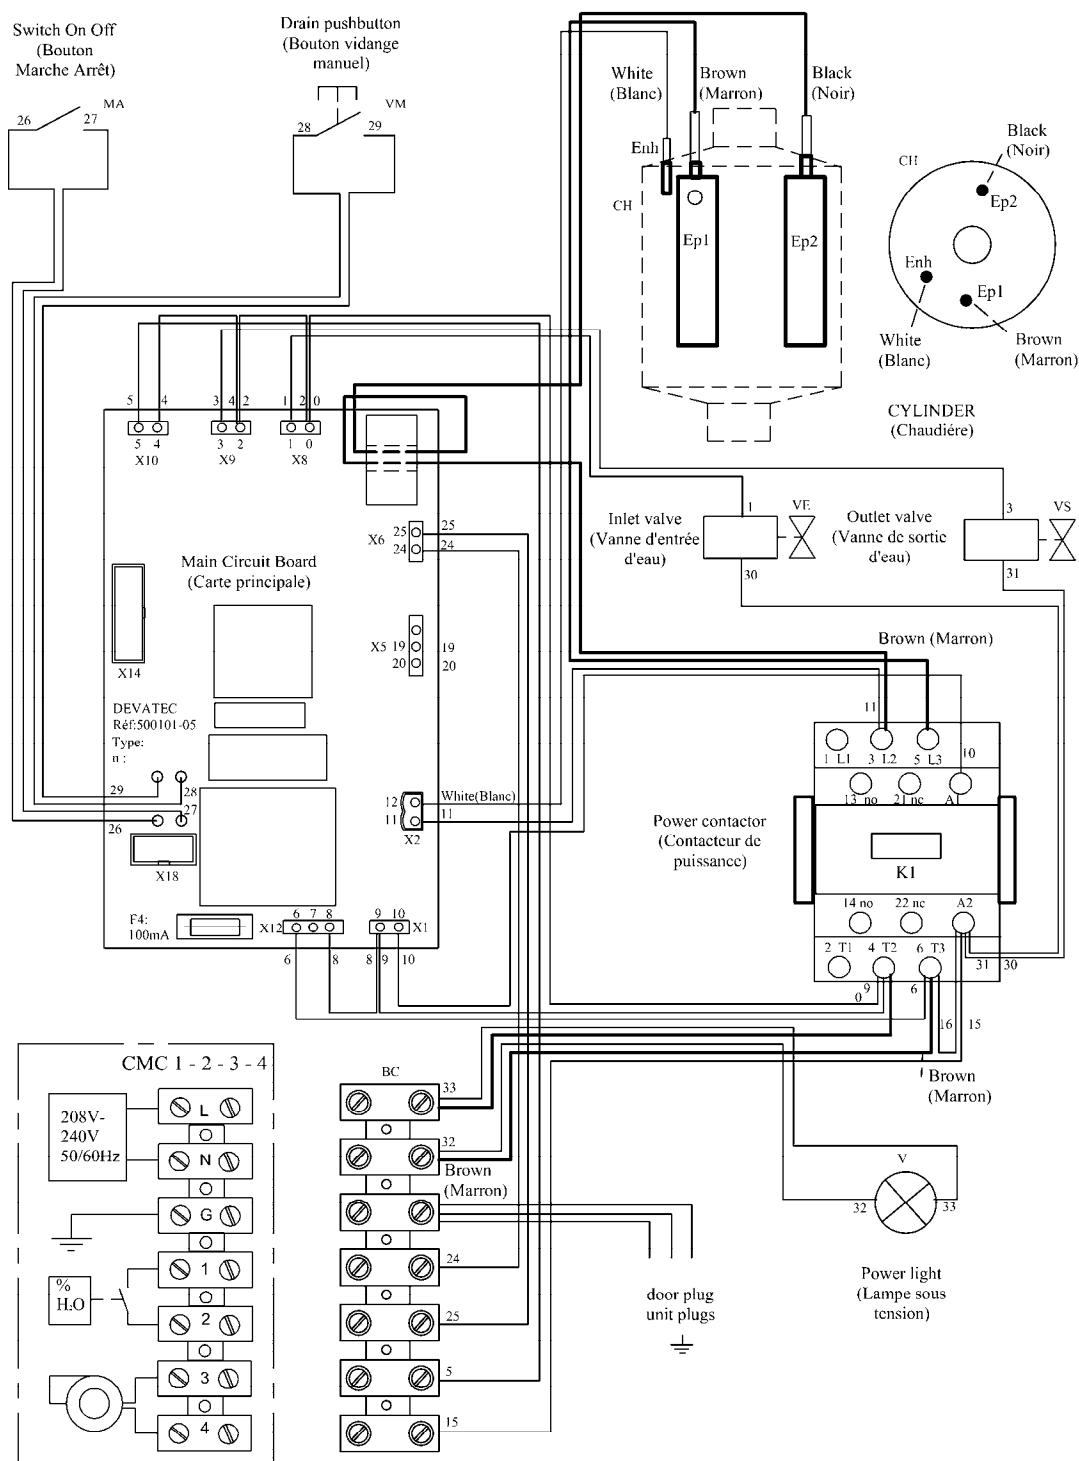 Switch On Off
(Bouton
Marche Arrêt)
26 27 MA
Drain pushbutton
(Bouton vidange
manuel)
28 29 VM
White
(Blanc)
Brown
(Marron)
Black
(Noir)
Enh
CH
Ep1
Ep2
CH
Black
(Noir)
Ep2
Enh
Ep1
White
(Blanc)
Brown
(Marron)
CYLINDER
(Chaudiére)
5 4
5 4
X10
3 4 2
3 2
X9
1 2 0
1 0
X8
25 25
X6
24 24
Main Circuit Board
(Carte principale)
X14
X5 19 19
20 20
Inlet valve
(Vanne d'entrée
d'eau)
1
VE
30
Outlet valve
(Vanne de sortie
d'eau)
3
VS
31
Brown (Marron)
DEVATEC
Réf:500101-05
Type:
n :
29
28
27
26
X18
12 White(Blanc)
11 11
X2
F4:
100mA
6 7 8
X12
6 8
9 10
X1
8 9 10
11
10
1 L1 3 L2 5 L3
13 no 21 nc A1
Power contactor
(Contacteur de
puissance)
K1
14 no 22 nc A2
2 T1 4 T2 6 T3
31 30
0 9 6
16 15
Brown
(Marron)
CMC 1 - 2 - 3 - 4
208V-
240V
50/60Hz
L
N
G
%
H2O
1
2
3
4
BC
33
32
Brown
(Marron)
24
25
5
15
door plug
unit plugs
V
32 33
Power light
(Lampe sous
tension)